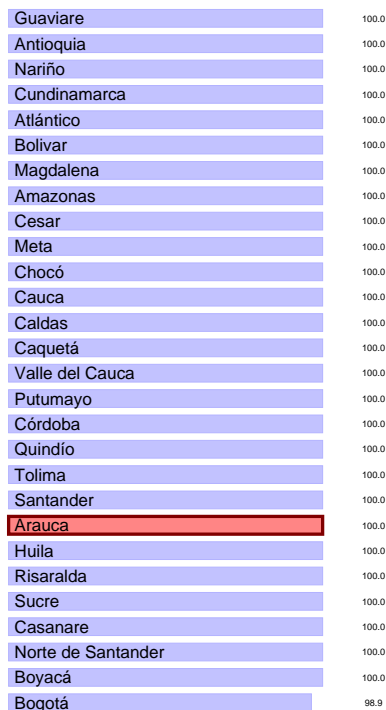 Guaviare 100.0
Antioquia 100.0
Nariño 100.0
Cundinamarca 100.0
Atlántico 100.0
Bolivar 100.0
Magdalena 100.0
Amazonas 100.0
Cesar 100.0
Meta 100.0
Chocó 100.0
Cauca 100.0
Caldas 100.0
Caquetá 100.0
Valle del Cauca 100.0
Putumayo 100.0
Córdoba 100.0
Quindío 100.0
Tolima 100.0
Santander 100.0
Arauca 100.0
Huila 100.0
Risaralda 100.0
Sucre 100.0
Casanare 100.0
Norte de Santander 100.0
Boyacá 100.0
Bogotá 98.9